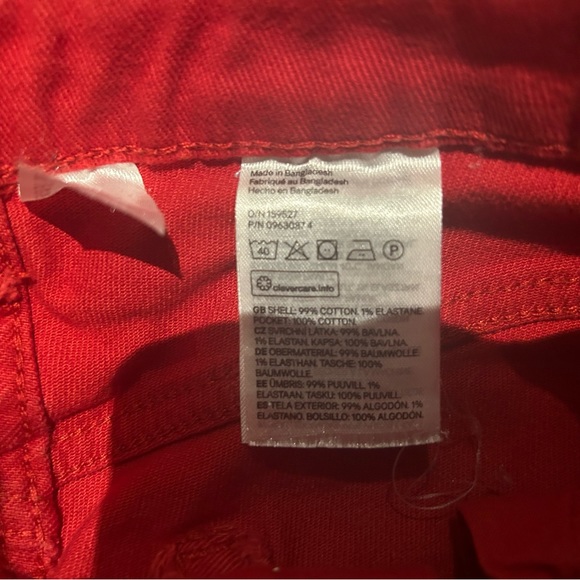 Made in Bangladesh
Fabriqué au Bangladesh
Hecho en Bangladesh
O/N 159527
P/N 0963087 4
40
P
clevercare.info
GB SHELL: 99% COTTON. 1% ELASTANE
POCKET: 100% COTTON.
CZ SVRCHNÍ LÁTKA: 99% BAVLNA.
1% ELASTAN. KAPSA: 100% BAVLNA.
DE OBERMATERIAL: 99% BAUMWOLLE.
1% ELASTHAN. TASCHE: 100%
BAUMWOLLE.
EE ÜMBRIS: 99% PUUVILL. 1%
ELASTAAN. TASKU: 100% PUUVILL.
ES TELA EXTERIOR: 99% ALGODÓN. 1%
ELASTANO. BOLSILLO: 100% ALGODÓN.